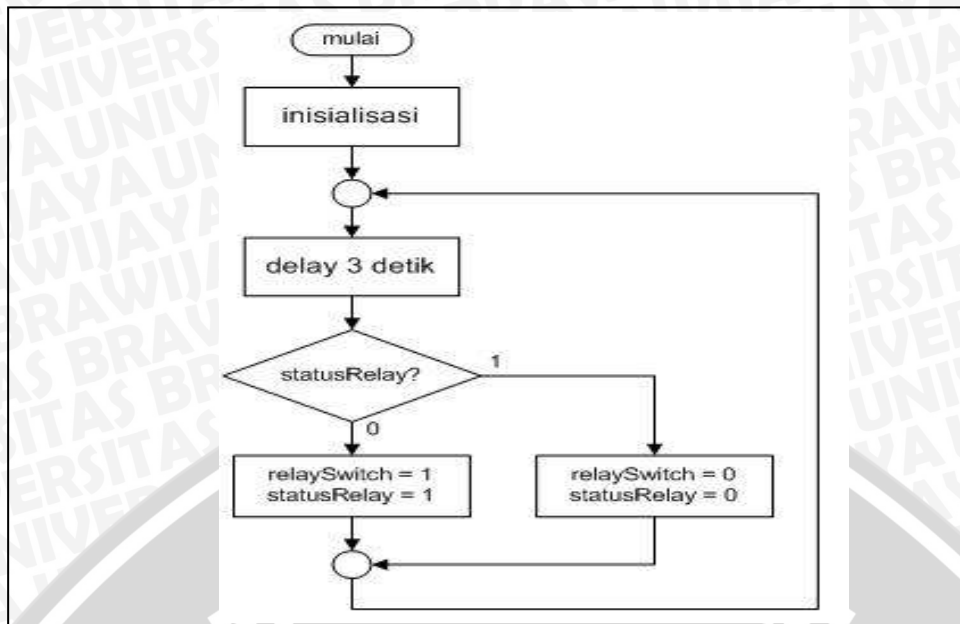 mulai
inisialisasi
delay 3 detik
statusRelay?
1
0
relaySwitch = 1
statusRelay = 1
relaySwitch = 0
statusRelay = 0